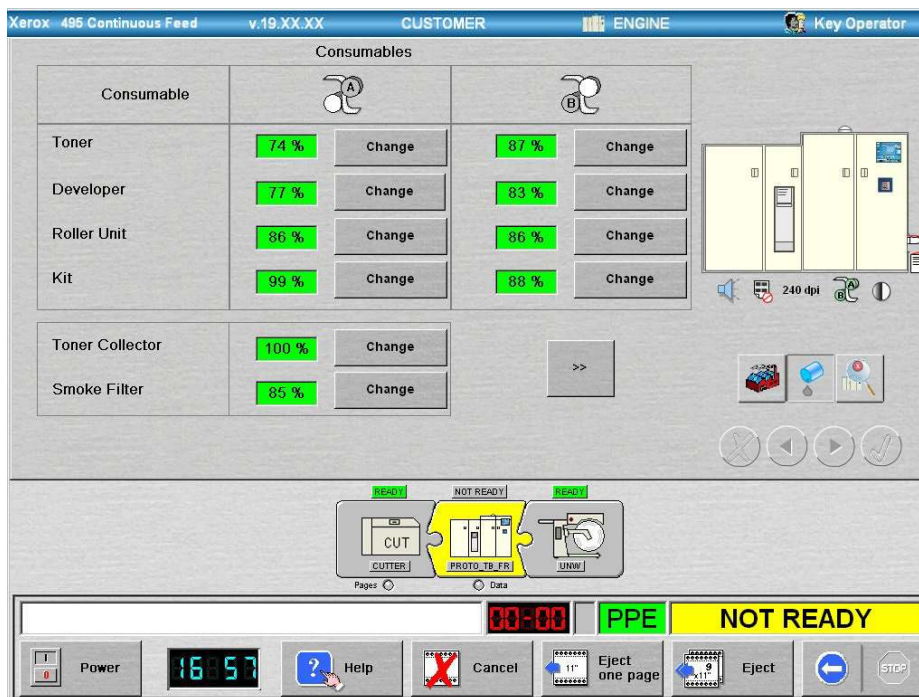 Xerox 495 Continuous Feed v.19.XX.XX CUSTOMER ENGINE Key Operator
Consumables
Consumable A B
Toner 74 % Change 87 % Change
Developer 77 % Change 83 % Change
Roller Unit 86 % Change 86 % Change
Kit 99 % Change 88 % Change
240 dpi A B
Toner Collector 100 % Change
>>
Smoke Filter 85 % Change
READY NOT READY READY
CUT
CUTTER PROTO_TB_FR UNW
Pages Data
00-00 PPE NOT READY
I 0 Power 16 57 ? Help Cancel 11" Eject one page 9 x11" Eject STOP